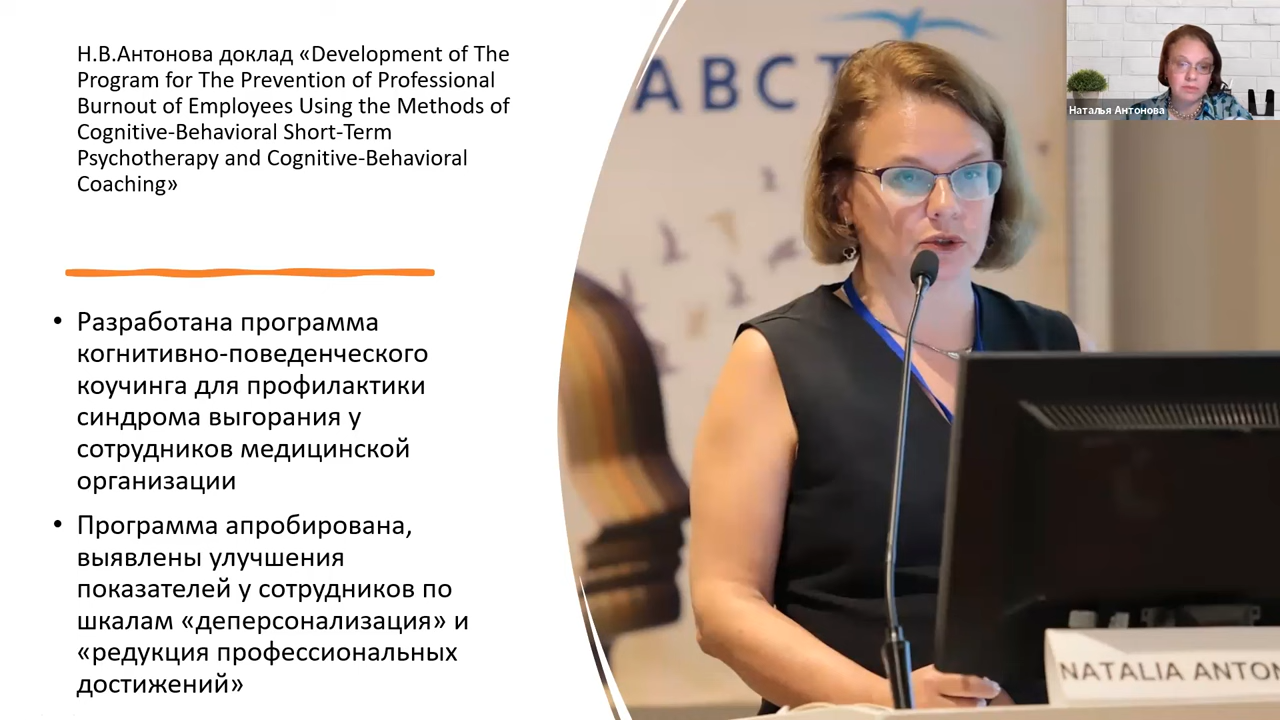 Н.В.Антонова доклад «Development of The
Program for The Prevention of Professional
Burnout of Employees Using the Methods of
Cognitive-Behavioral Short-Term
Psychotherapy and Cognitive-Behavioral
Coaching»
• Разработана программа
когнитивно-поведенческого
коучинга для профилактики
синдрома выгорания у
сотрудников медицинской
организации
• Программа апробирована,
выявлены улучшения
показателей у сотрудников по
шкалам «деперсонализация» и
«редукция профессиональных
достижений»
ABCT
Наталья Антонова
NATALIA ANTON